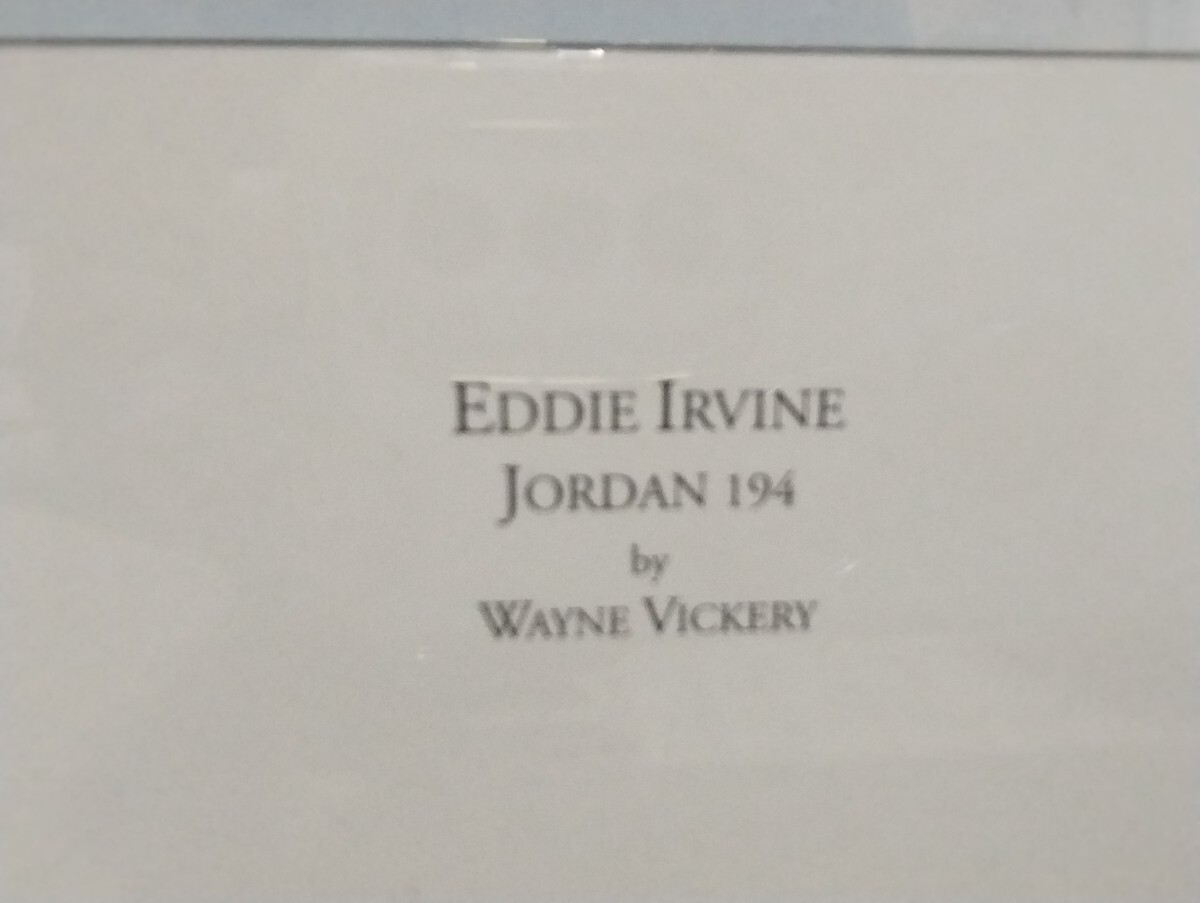 EDDIE IRVINE
JORDAN 194
by
WAYNE VICKERY